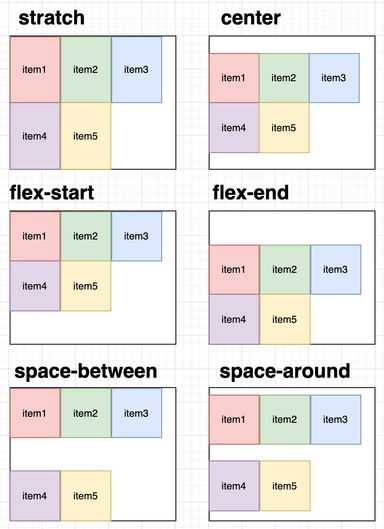 stratch
item1 item2 item3
item4 item5
center
item1 item2 item3
item4 item5
flex-start
item1 item2 item3
item4 item5
flex-end
item1 item2 item3
item4 item5
space-between
item1 item2 item3
item4 item5
space-around
item1 item2 item3
item4 item5